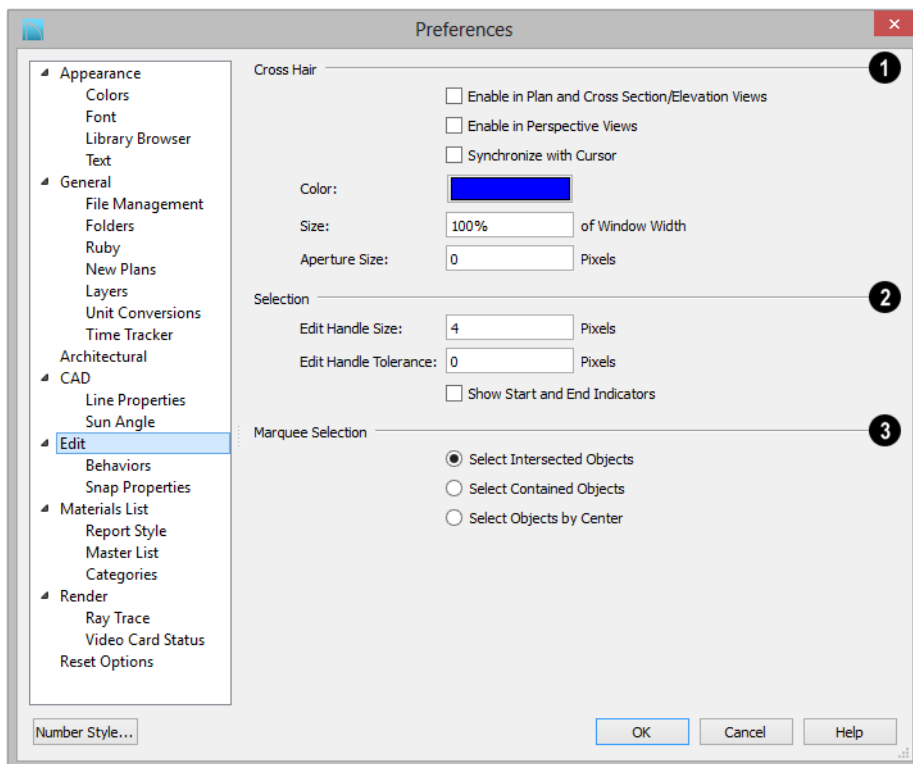 Preferences
Appearance
Colors
Font
Library Browser
Text
General
File Management
Folders
Ruby
New Plans
Layers
Unit Conversions
Time Tracker
Architectural
CAD
Line Properties
Sun Angle
Edit
Behaviors
Snap Properties
Materials List
Report Style
Master List
Categories
Render
Ray Trace
Video Card Status
Reset Options
Cross Hair
1
Enable in Plan and Cross Section/Elevation Views
Enable in Perspective Views
Synchronize with Cursor
Color:
Size: 100% of Window Width
Aperture Size: 0 Pixels
Selection
2
Edit Handle Size: 4 Pixels
Edit Handle Tolerance: 0 Pixels
Show Start and End Indicators
Marquee Selection
3
Select Intersected Objects
Select Contained Objects
Select Objects by Center
Number Style... OK Cancel Help